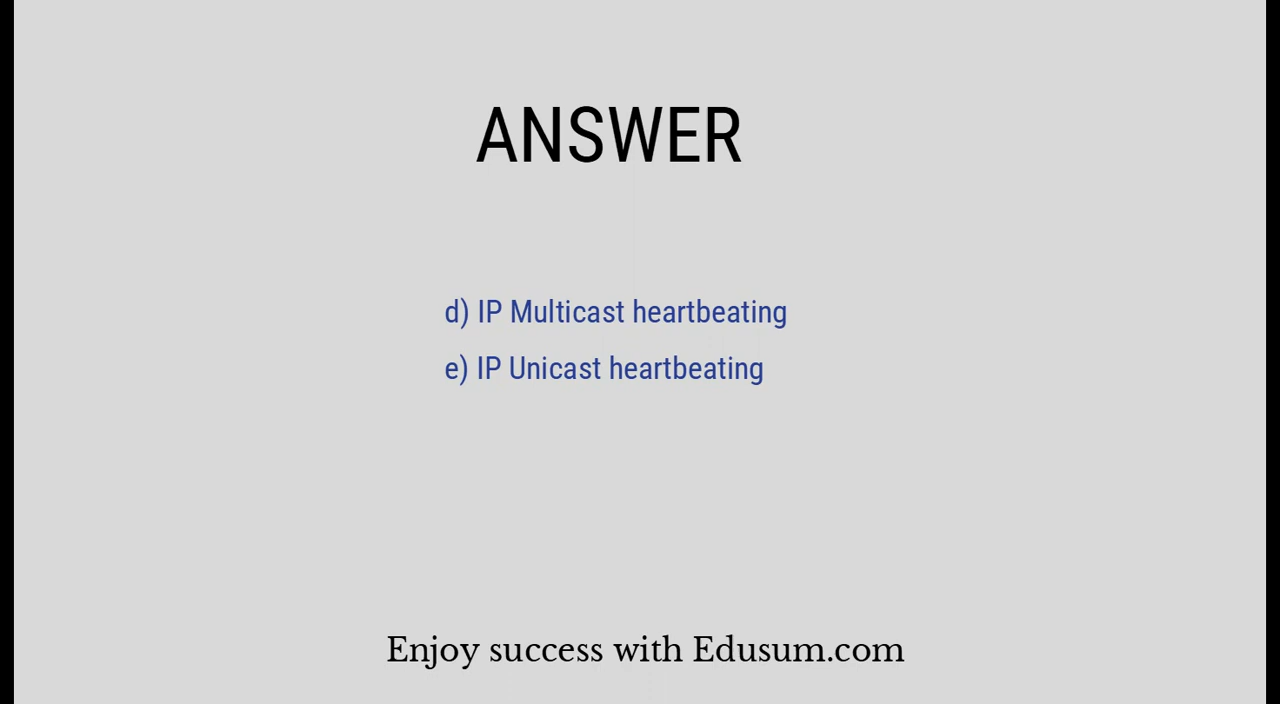 ANSWER
d) IP Multicast heartbeating
e) IP Unicast heartbeating
Enjoy success with Edusum.com